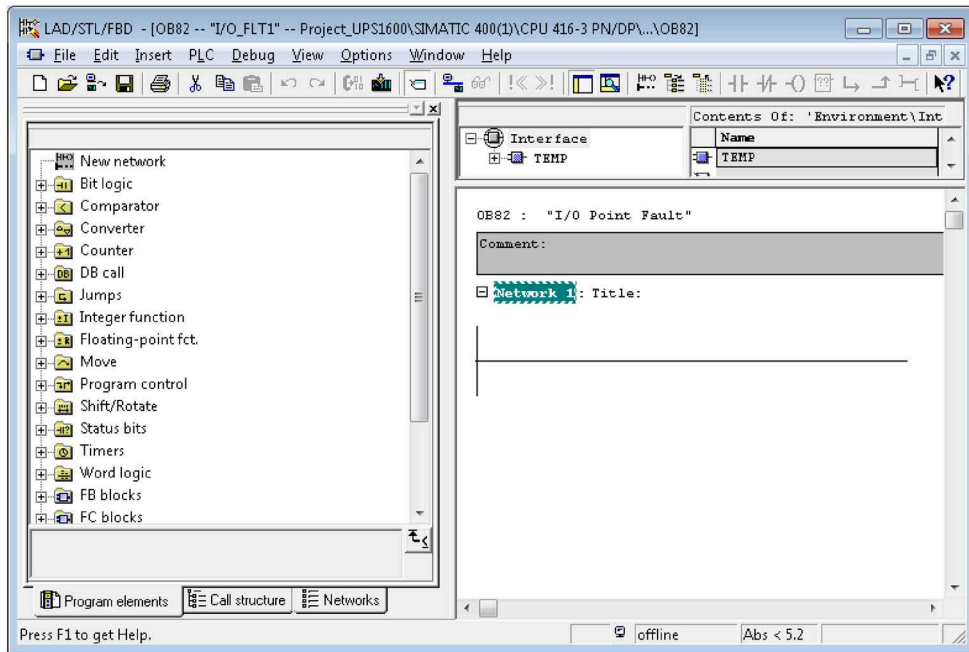 LAD/STL/FBD - [OB82 -- "I/O_FLT1" -- Project_UPS1600\SIMATIC 400(1)\CPU 416-3 PN/DP\...\OB82]
File Edit Insert PLC Debug View Options Window Help
New network
Bit logic
Comparator
Converter
Counter
DB call
Jumps
Integer function
Floating-point fct.
Move
Program control
Shift/Rotate
Status bits
Timers
Word logic
FB blocks
FC blocks
Program elements Call structure Networks
Contents Of: 'Environment\Int
Interface
TEMP
Name
TEMP
OB82 : "I/O Point Fault"
Comment:
Network 1: Title:
Press F1 to get Help.
offline Abs < 5.2